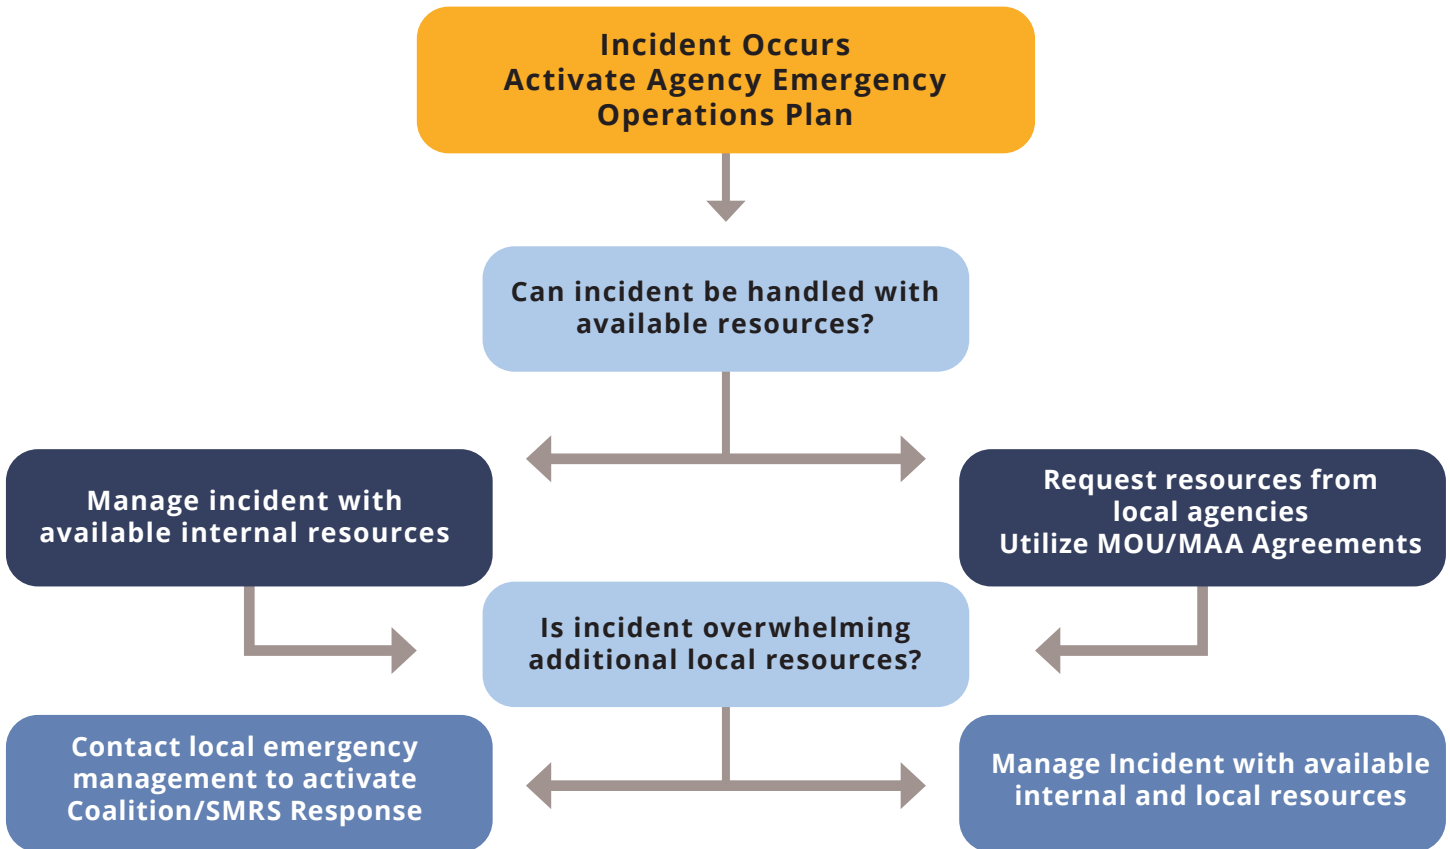 Incident Occurs
Activate Agency Emergency
Operations Plan
Can incident be handled with
available resources?
Manage incident with
available internal resources
Request resources from
local agencies
Utilize MOU/MAA Agreements
Is incident overwhelming
additional local resources?
Contact local emergency
management to activate
Coalition/SMRS Response
Manage Incident with available
internal and local resources